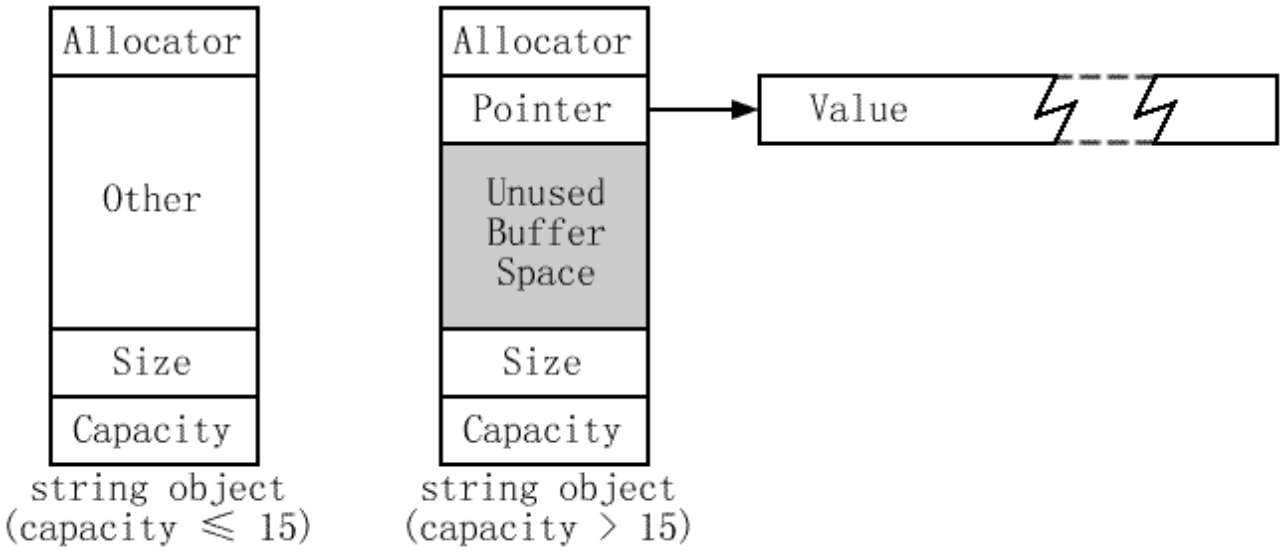 Allocator
Other
Size
Capacity
string object
(capacity ≤ 15)
Allocator
Pointer
Unused
Buffer
Space
Size
Capacity
string object
(capacity > 15)
Value